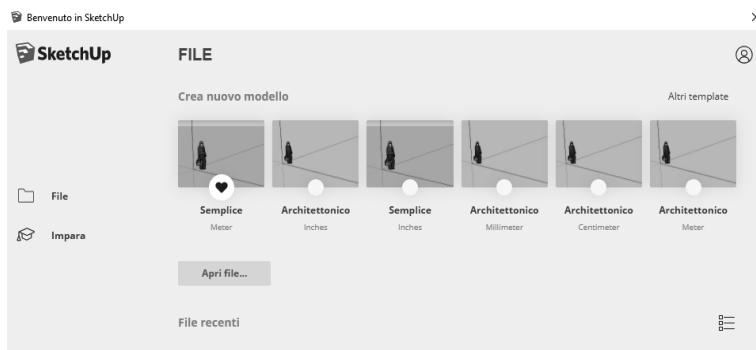 Benvenuto in SketchUp
SketchUp
FILE
Crea nuovo modello
Altri template
Semplice
Meter
Architettonico
Inches
Semplice
Inches
Architettonico
Millimeter
Architettonico
Centimeter
Architettonico
Meter
File
Impara
Apri file...
File recenti